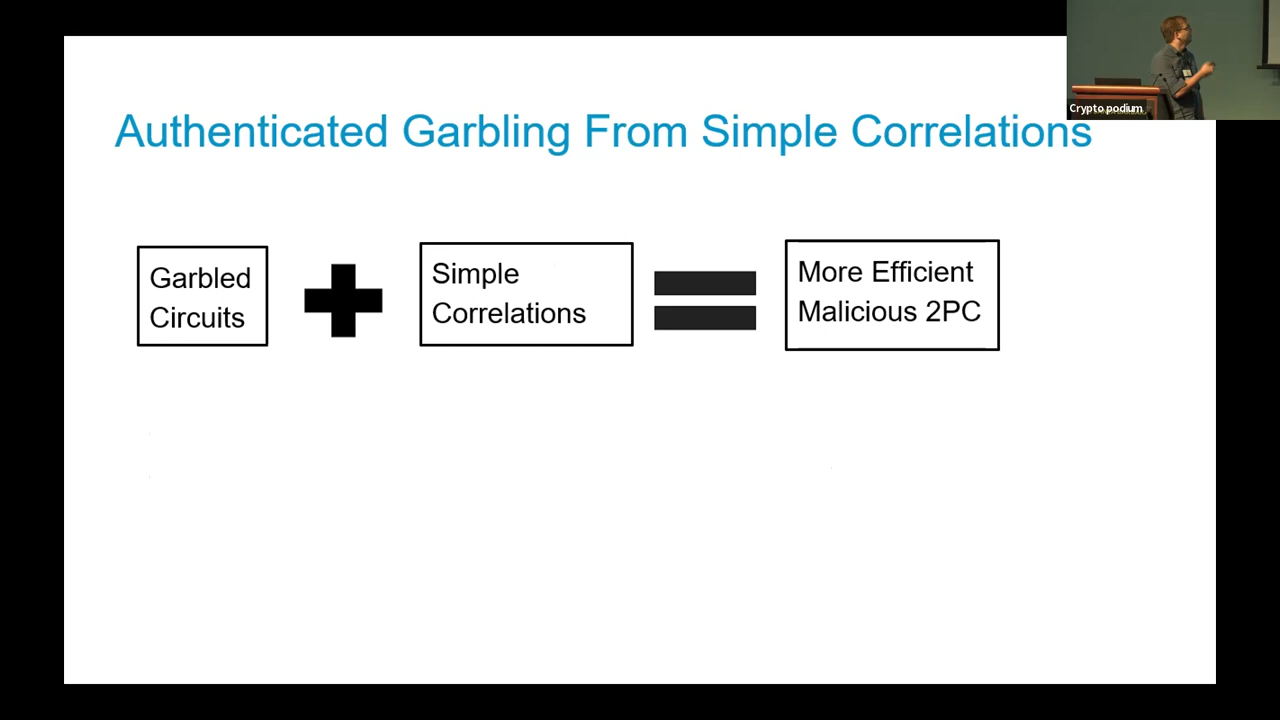 Crypto podium
Authenticated Garbling From Simple Correlations
Garbled
Circuits
Simple
Correlations
More Efficient
Malicious 2PC